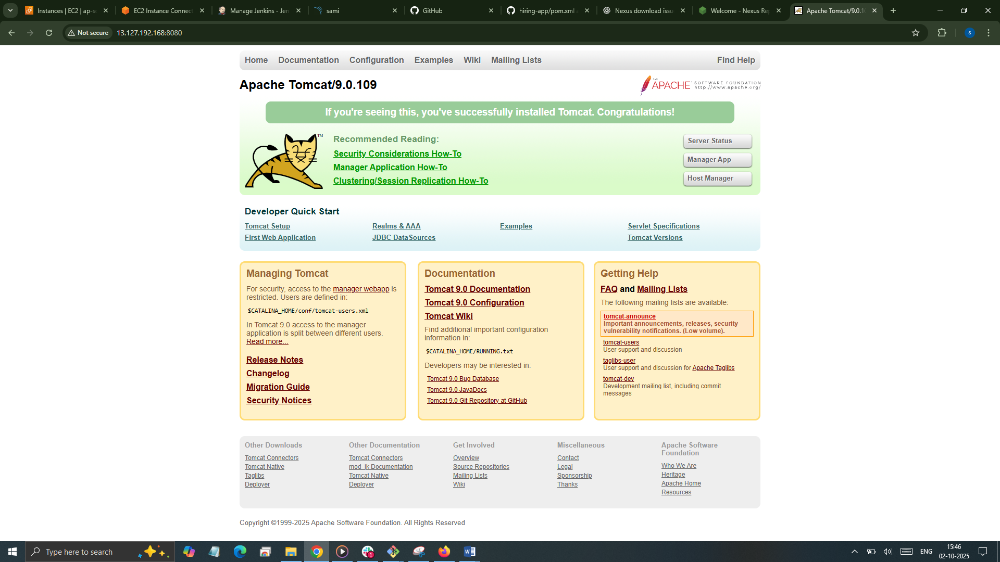 Instances | EC2 | ap-s
EC2 Instance Connect
Manage Jenkins - Jen
sami
GitHub
hiring-app/pom.xml a
Nexus download issu
Welcome - Nexus Re
Apache Tomcat/9.0.1
Not secure
13.127.192.168:8080
S
Home
Documentation
Configuration
Examples
Wiki
Mailing Lists
Find Help
Apache Tomcat/9.0.109
THE
APACHE
SOFTWARE FOUNDATION
http://www.apache.org/
If you're seeing this, you've successfully installed Tomcat. Congratulations!
TM
Recommended Reading:
Security Considerations How-To
Manager Application How-To
Clustering/Session Replication How-To
Server Status
Manager App
Host Manager
Developer Quick Start
Tomcat Setup
First Web Application
Realms & AAA
JDBC DataSources
Examples
Servlet Specifications
Tomcat Versions
Managing Tomcat
For security, access to the manager webapp is
restricted. Users are defined in:
$CATALINA_HOME/conf/tomcat-users.xml
In Tomcat 9.0 access to the manager
application is split between different users.
Read more...
Release Notes
Changelog
Migration Guide
Security Notices
Documentation
Tomcat 9.0 Documentation
Tomcat 9.0 Configuration
Tomcat Wiki
Find additional important configuration
information in:
$CATALINA_HOME/RUNNING.txt
Developers may be interested in:
Tomcat 9.0 Bug Database
Tomcat 9.0 JavaDocs
Tomcat 9.0 Git Repository at GitHub
Getting Help
FAQ and Mailing Lists
The following mailing lists are available:
tomcat-announce
Important announcements, releases, security
vulnerability notifications. (Low volume).
tomcat-users
User support and discussion
taglibs-user
User support and discussion for Apache Taglibs
tomcat-dev
Development mailing list, including commit
messages
Other Downloads
Tomcat Connectors
Tomcat Native
Taglibs
Deployer
Other Documentation
Tomcat Connectors
mod_jk Documentation
Tomcat Native
Deployer
Get Involved
Overview
Source Repositories
Mailing Lists
Wiki
Miscellaneous
Contact
Legal
Sponsorship
Thanks
Apache Software
Foundation
Who We Are
Heritage
Apache Home
Resources
Copyright ©1999-2025 Apache Software Foundation. All Rights Reserved
Type here to search
1
W
ENG
15:46
02-10-2025